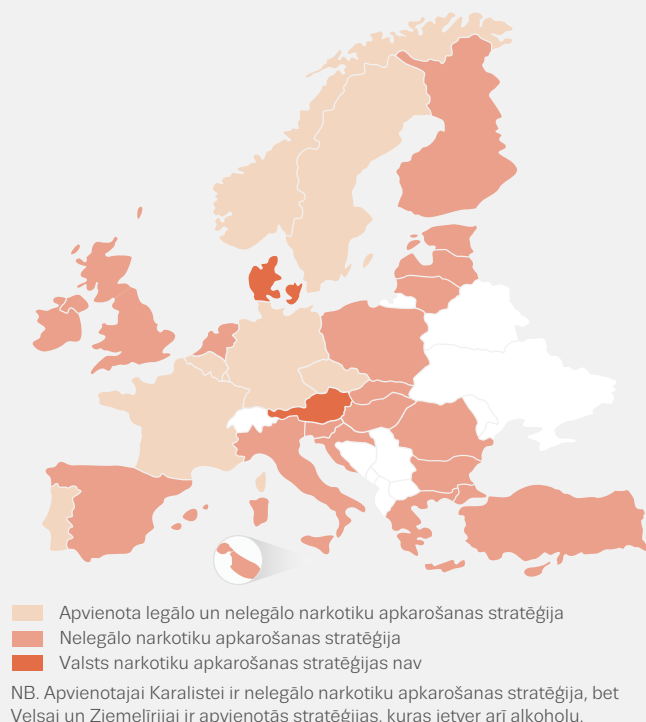 Apvienota legālo un nelegālo narkotiku apkarošanas stratēģija
Nelegālo narkotiku apkarošanas stratēģija
Valsts narkotiku apkarošanas stratēģijas nav
NB. Apvienotajai Karalistei ir nelegālo narkotiku apkarošanas stratēģija, bet
Velsai un Ziemeļīrijai ir apvienotās stratēģijas, kuras ietver arī alkoholu.